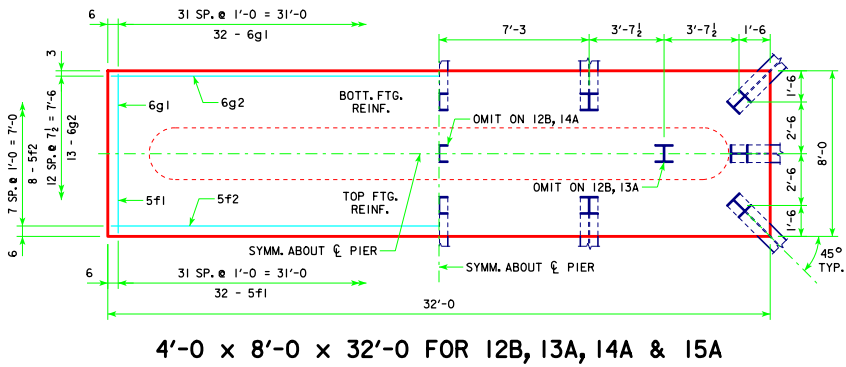 6
31 SP. @ 1'-0 = 31'-0
32 - 6g1
7'-3
3'-7½
3'-7½
1'-6
3
12 SP. @ 7½ = 7'-6
13 - 6g2
7 SP. @ 1'-0 = 7'-0
8 - 5f2
6
6g1
6g2
BOTT. FTG.
REINF.
OMIT ON 12B, 14A
1'-6
2'-6
2'-6
1'-6
8'-0
OMIT ON 12B, 13A
5f1
5f2
TOP FTG.
REINF.
SYMM. ABOUT ℄ PIER
SYMM. ABOUT ℄ PIER
45°
TYP.
6
31 SP. @ 1'-0 = 31'-0
32 - 5f1
32'-0
4'-0 x 8'-0 x 32'-0 FOR 12B, 13A, 14A & 15A